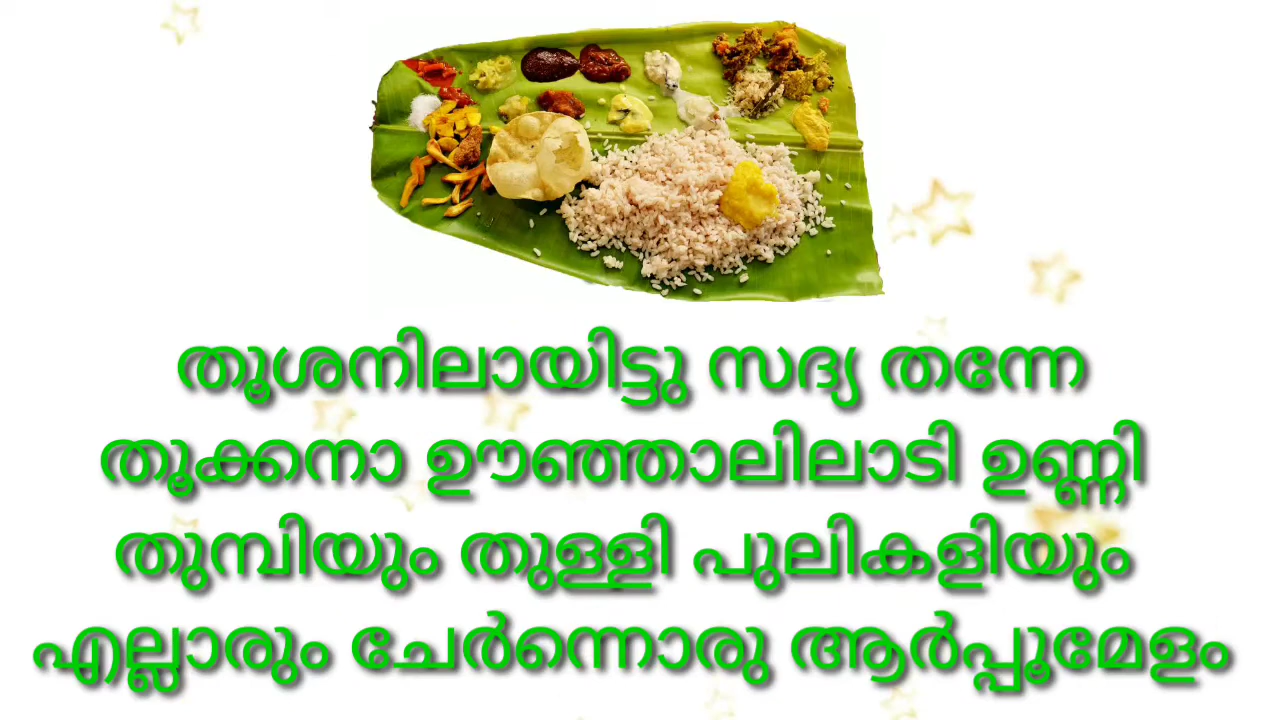 തൂശനിലായിട്ടു സദ്യ തന്നേ
തൂക്കനാ ഊഞ്ഞാലിലാടി ഉണ്ണി
തുമ്പിയും തുള്ളി പുലികളിയും
എല്ലാരും ചേർന്നൊരു ആർപ്പൂമേളം